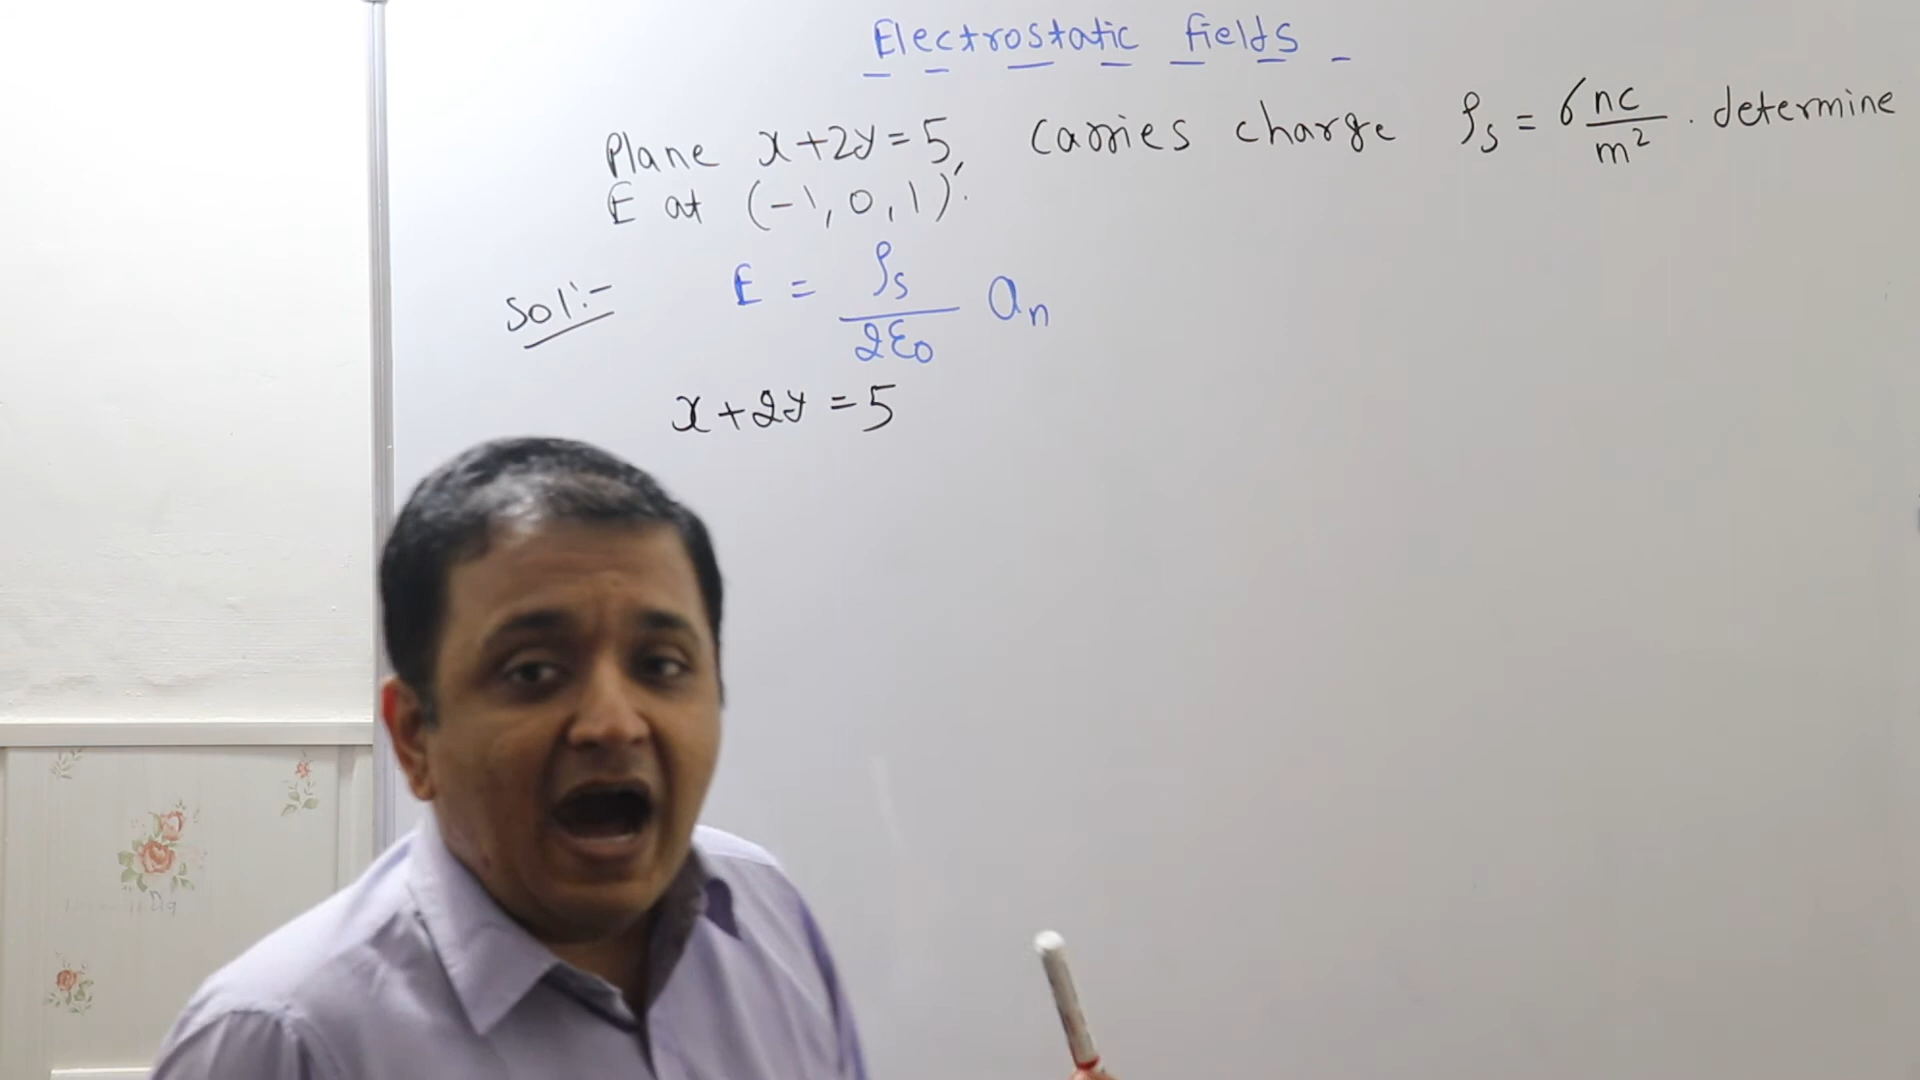 Electrostatic fields
Plane x+2y=5, carries charge ρs = 6 nc/m². determine
E at (-1, 0, 1).
Sol:- E = ρs/2ε0 an
x+2y=5